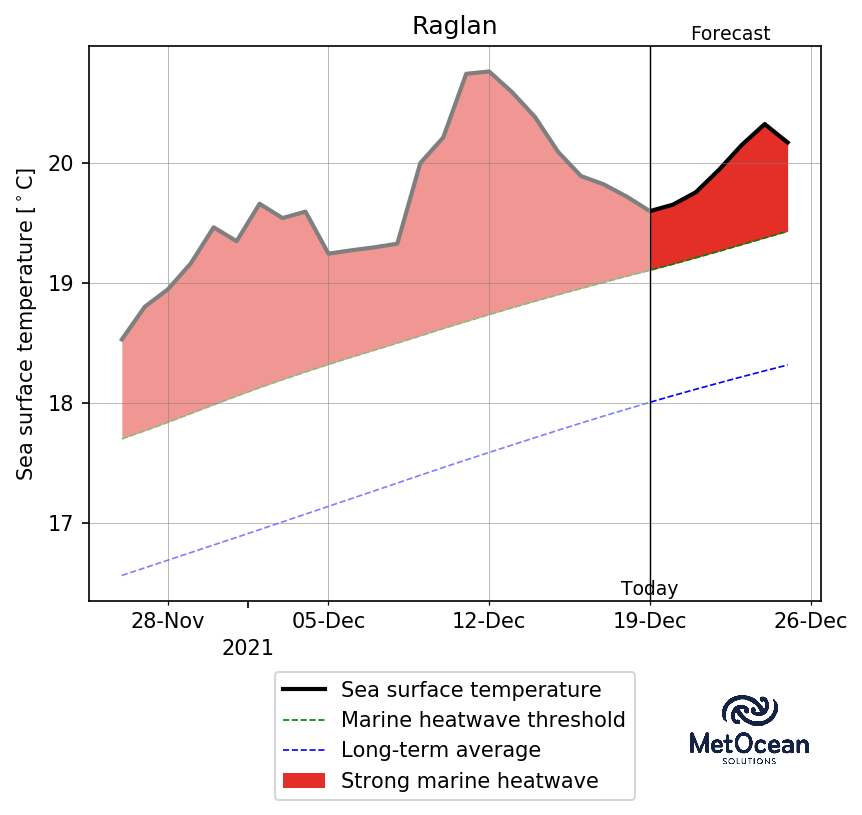 Raglan
Forecast
Sea surface temperature [°C]
20
19
18
17
Today
28-Nov 05-Dec 12-Dec 19-Dec 26-Dec
2021
Sea surface temperature
Marine heatwave threshold
Long-term average
Strong marine heatwave
MetOcean
SOLUTIONS